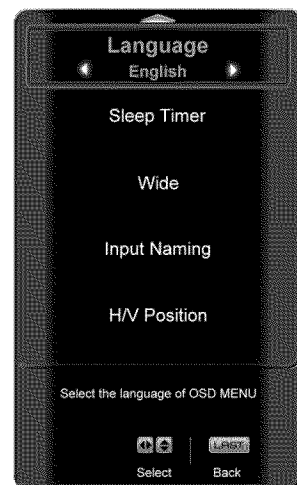 Language
English
Sleep Timer
Wide
Input Naming
H/V Position
Select the language of OSD MENU
LAST
Select Back